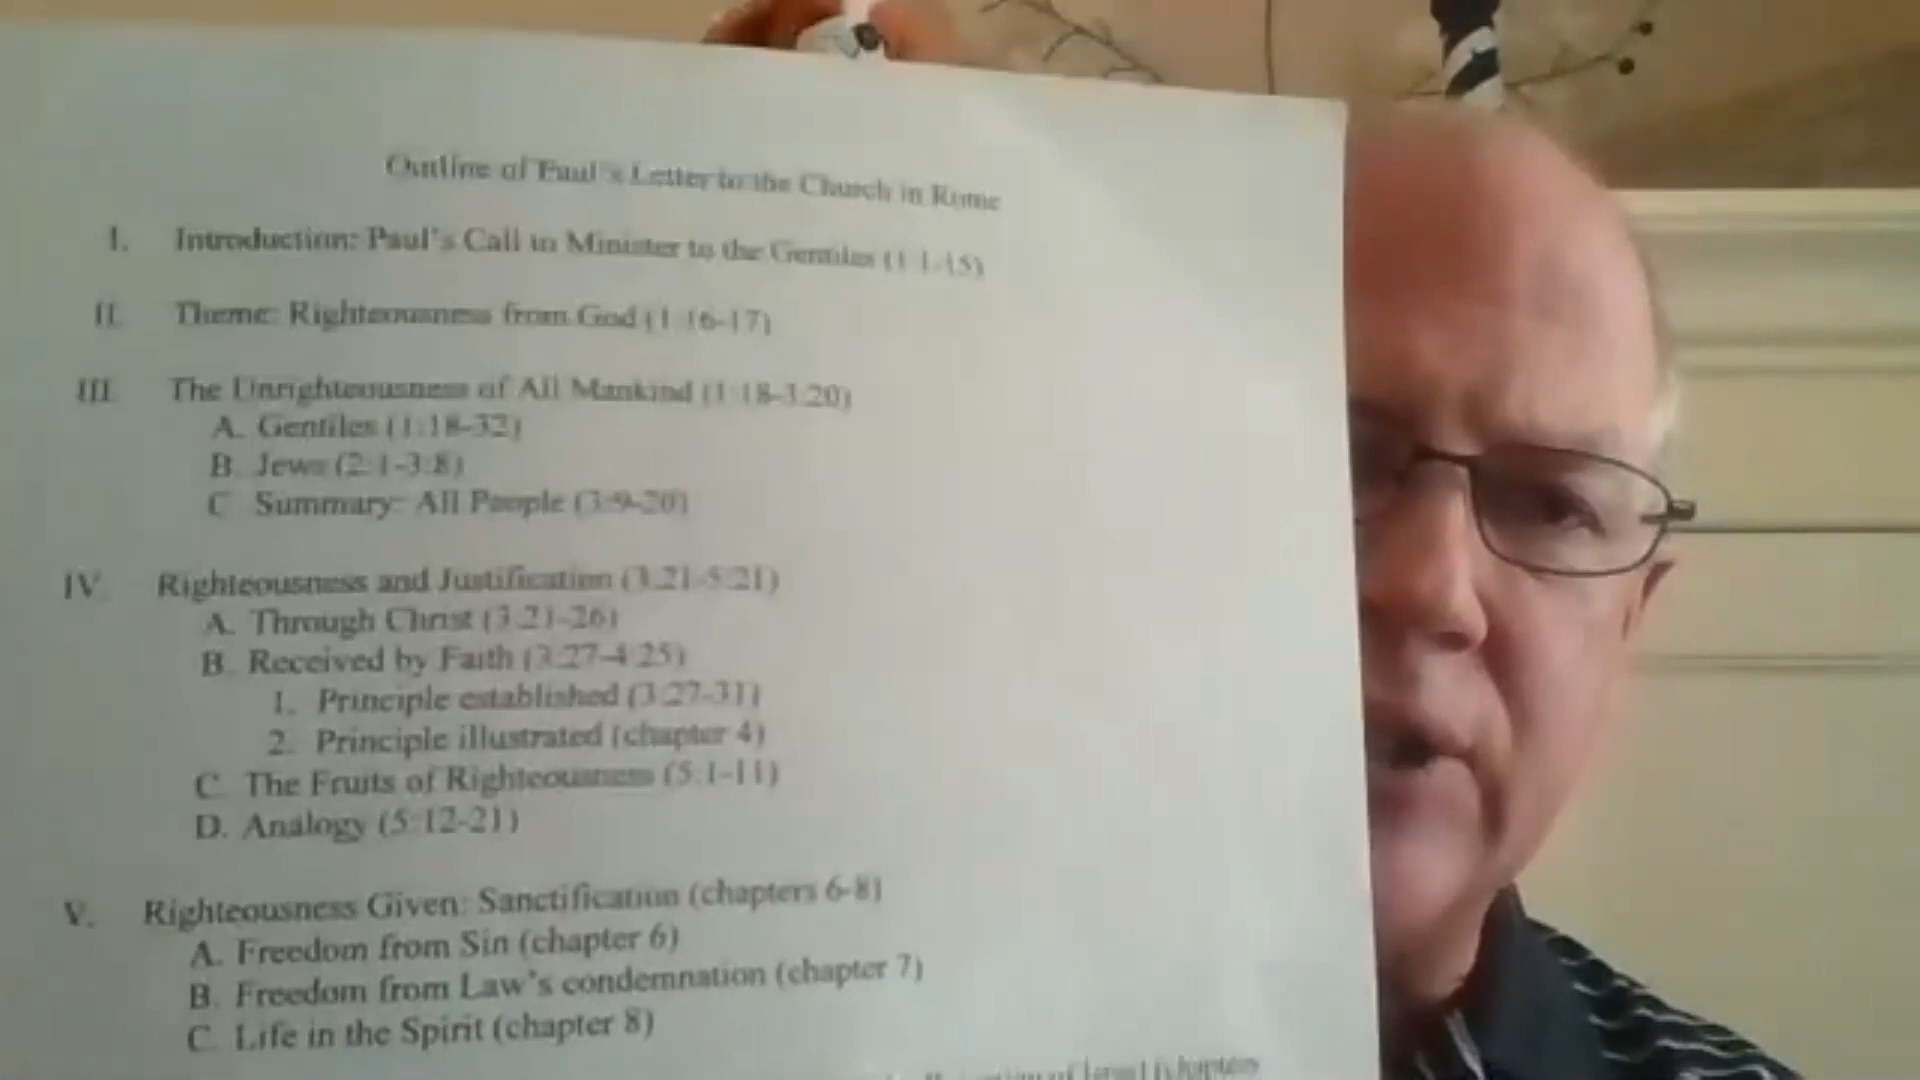 Outline of Paul's Letter to the Church in Rome
I. Introduction: Paul's Call to Minister to the Gentiles (1:1-15)
II. Theme: Righteousness from God (1:16-17)
III. The Unrighteousness of All Mankind (1:18-3:20)
A. Gentiles (1:18-32)
B. Jews (2:1-3:8)
C. Summary: All People (3:9-20)
IV. Righteousness and Justification (3:21-5:21)
A. Through Christ (3:21-26)
B. Received by Faith (3:27-4:25)
1. Principle established (3:27-31)
2. Principle illustrated (chapter 4)
C. The Fruits of Righteousness (5:1-11)
D. Analogy (5:12-21)
V. Righteousness Given: Sanctification (chapters 6-8)
A. Freedom from Sin (chapter 6)
B. Freedom from Law's condemnation (chapter 7)
C. Life in the Spirit (chapter 8)
of Israel (chapters